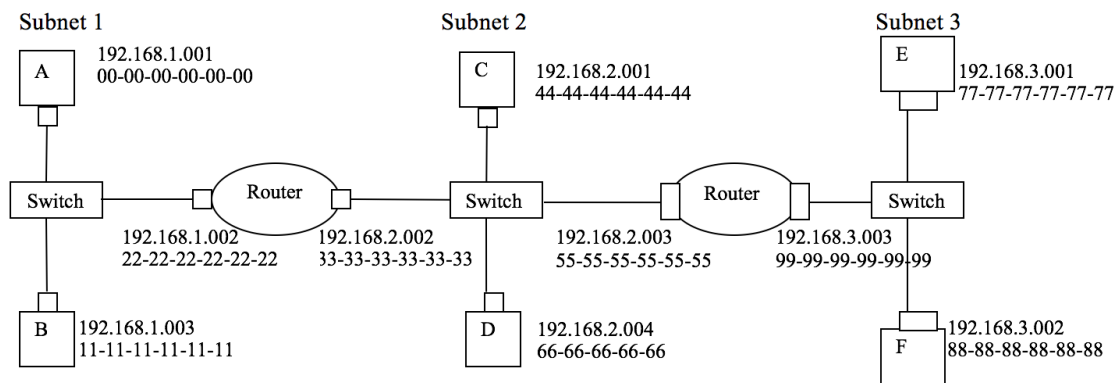 Subnet 1
Subnet 2
Subnet 3
A
192.168.1.001
00-00-00-00-00-00
C
192.168.2.001
44-44-44-44-44-44
E
192.168.3.001
77-77-77-77-77-77
Switch
Router
Switch
Router
Switch
192.168.1.002
22-22-22-22-22-22
192.168.2.002
33-33-33-33-33-33
192.168.2.003
55-55-55-55-55-55
192.168.3.003
99-99-99-99-99-99
B
192.168.1.003
11-11-11-11-11-11
D
192.168.2.004
66-66-66-66-66
F
192.168.3.002
88-88-88-88-88-88